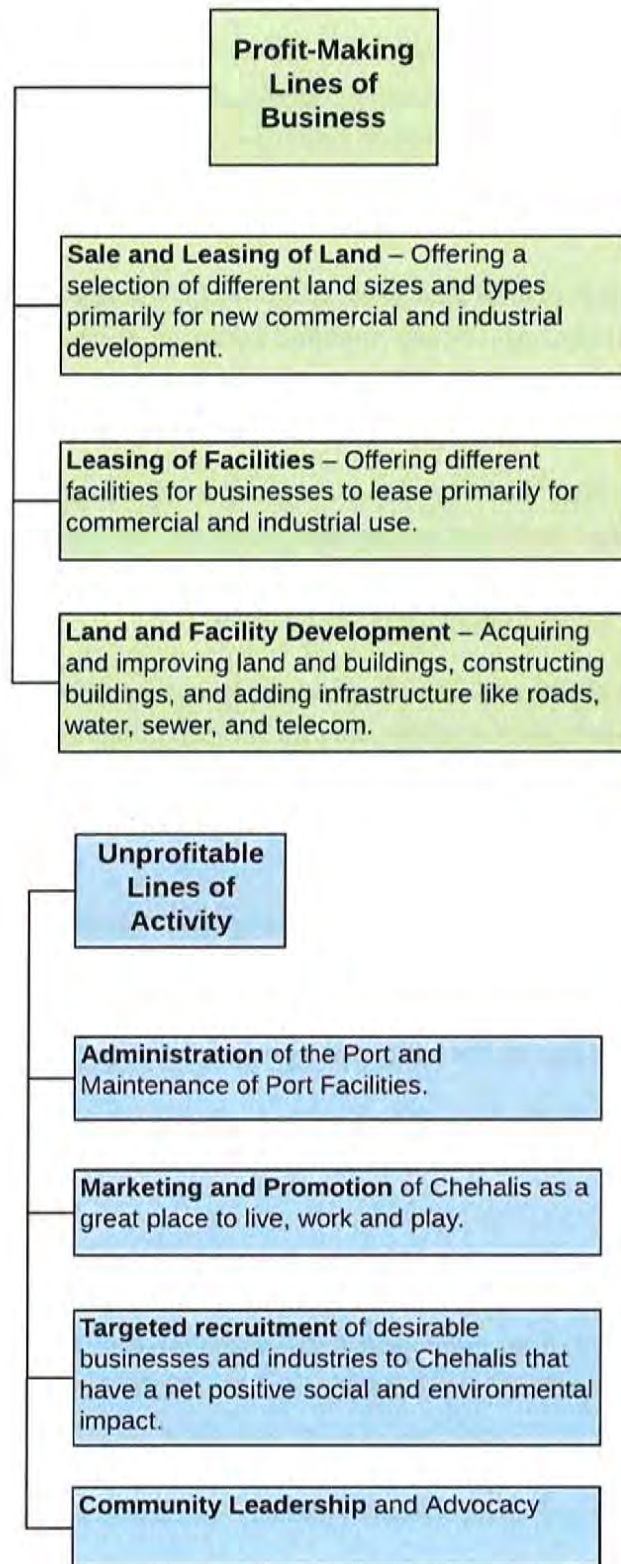 Profit-Making
Lines of
Business
Sale and Leasing of Land – Offering a
selection of different land sizes and types
primarily for new commercial and industrial
development.
Leasing of Facilities – Offering different
facilities for businesses to lease primarily for
commercial and industrial use.
Land and Facility Development – Acquiring
and improving land and buildings, constructing
buildings, and adding infrastructure like roads,
water, sewer, and telecom.
Unprofitable
Lines of
Activity
Administration of the Port and
Maintenance of Port Facilities.
Marketing and Promotion of Chehalis as a
great place to live, work and play.
Targeted recruitment of desirable
businesses and industries to Chehalis that
have a net positive social and environmental
impact.
Community Leadership and Advocacy